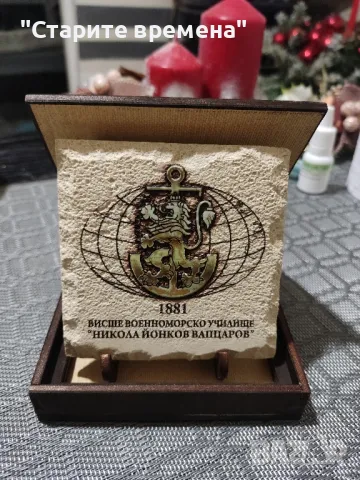 "Старите времена"
1881
ВИСШЕ ВОЕННОМОРСКО УЧИЛИЩЕ
"НИКОЛА ЙОНКОВ ВАПЦАРОВ"